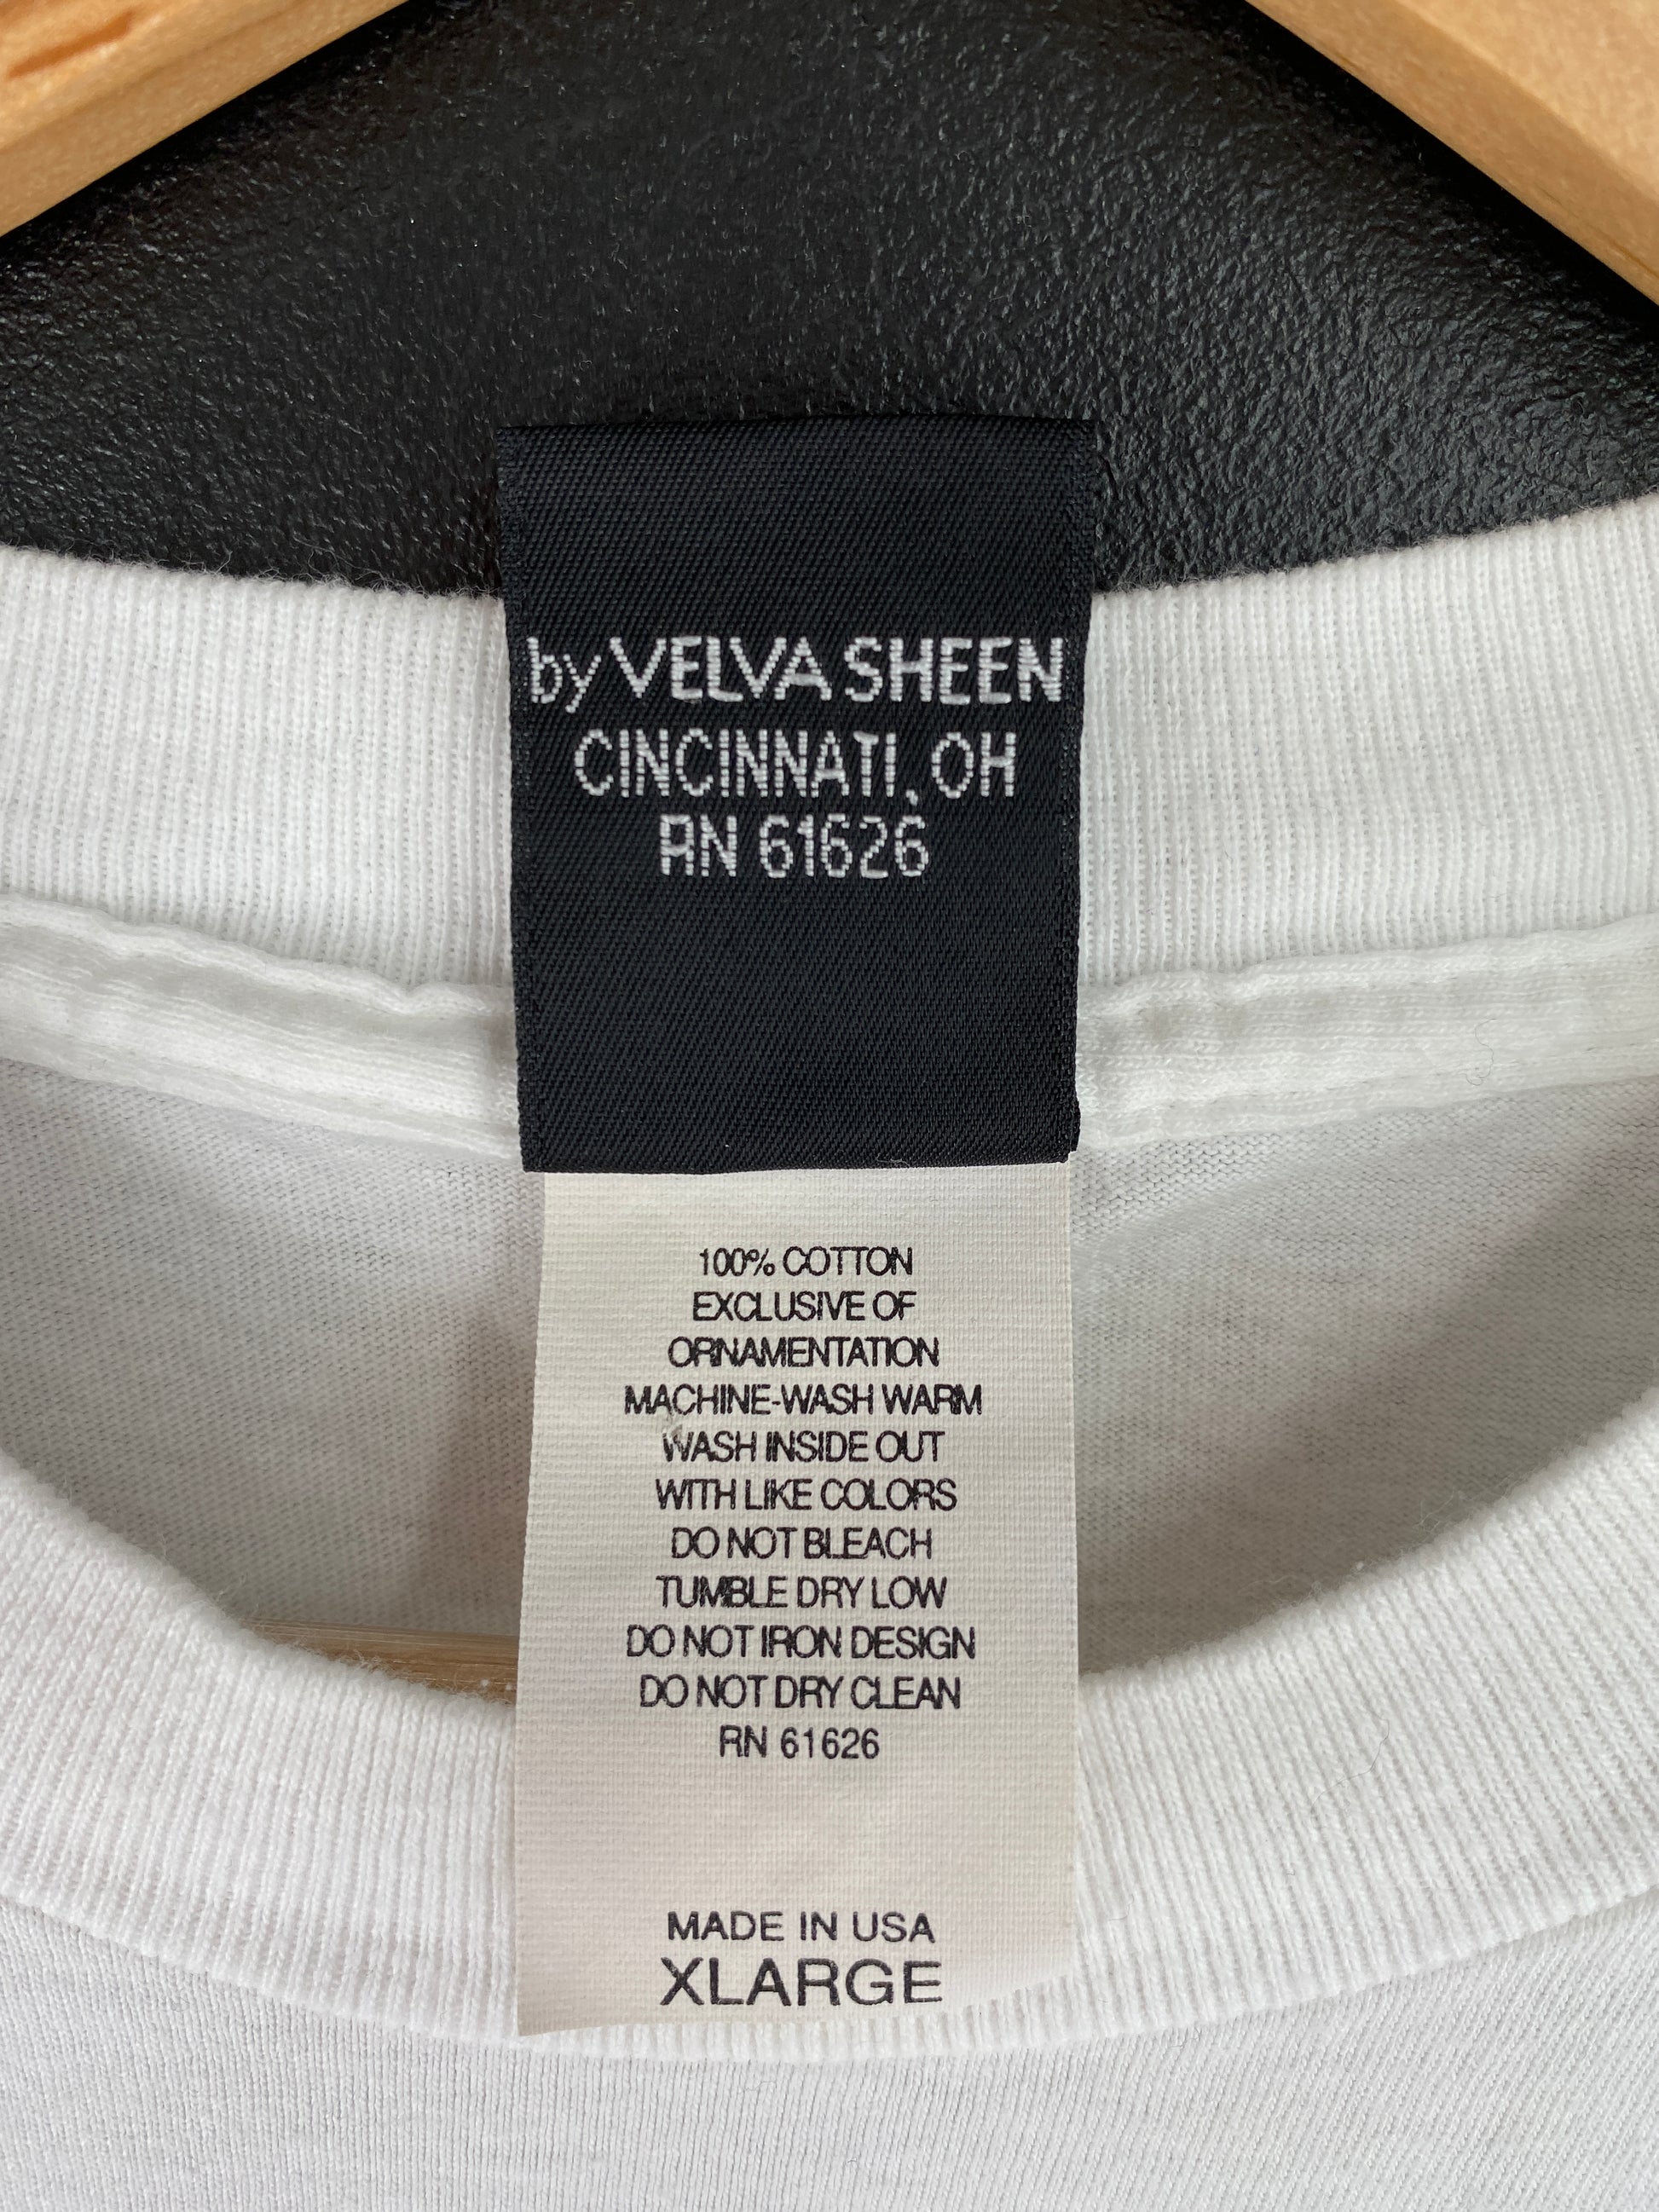 by VELVA SHEEN
CINCINNATI, OH
RN 61626
100% COTTON
EXCLUSIVE OF
ORNAMENTATION
MACHINE-WASH WARM
WASH INSIDE OUT
WITH LIKE COLORS
DO NOT BLEACH
TUMBLE DRY LOW
DO NOT IRON DESIGN
DO NOT DRY CLEAN
RN 61626
MADE IN USA
XLARGE